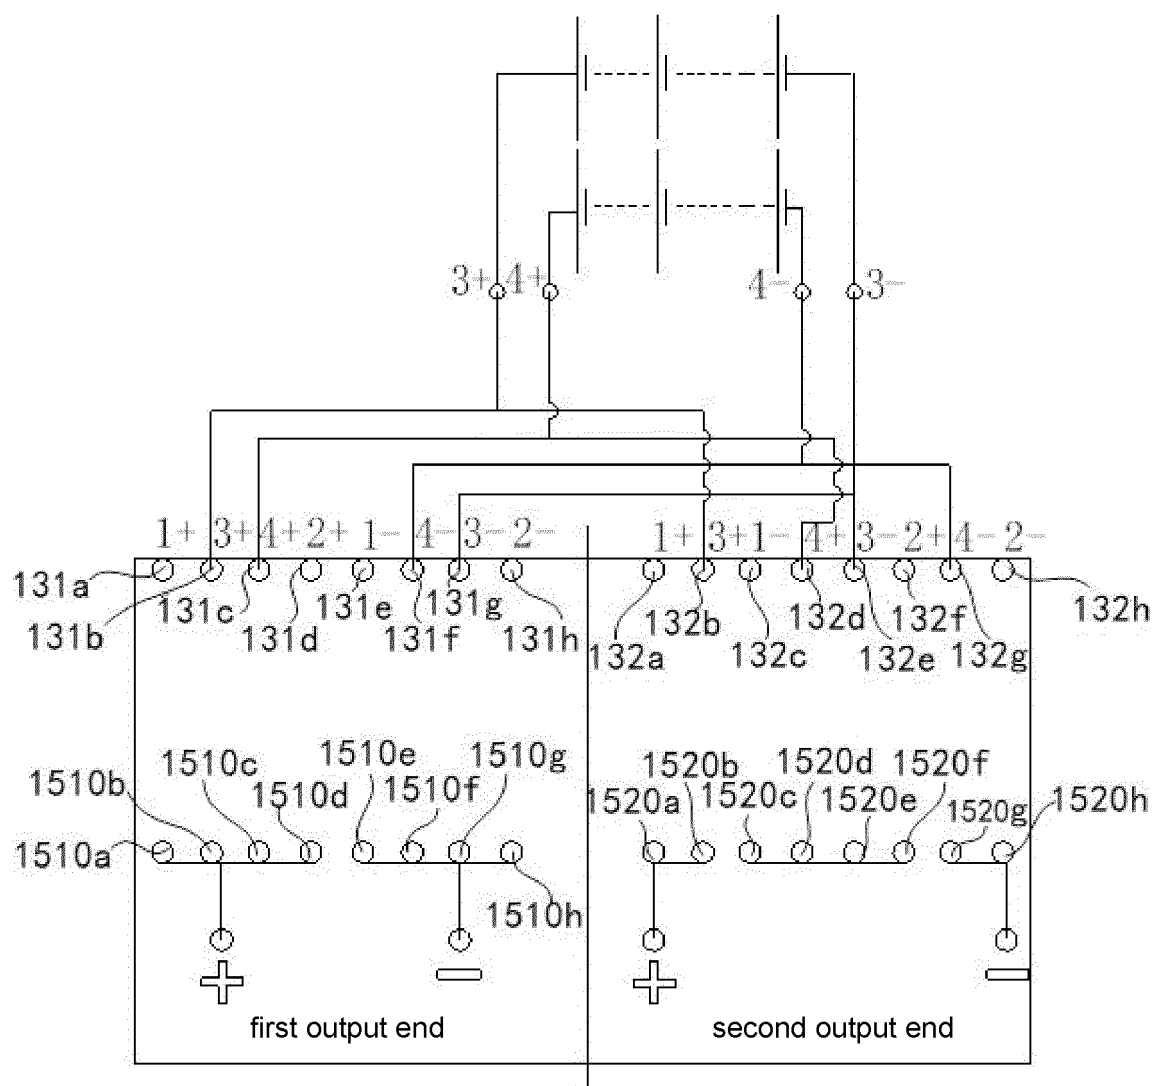 3+ 4+ 4- 3-
1+ 3+ 4+ 2+ 1- 4- 3- 2- 1+ 3+ 1- 4+ 3- 2+ 4- 2-
131a 131c 131e 131g 132b 132d 132f 132h
131b 131d 131f 131h 132a 132c 132e 132g
1510e 1510g 1520b 1520d 1520f
1510b 1510c 1510d 1510f 1520a 1520c 1520e 1520g 1520h
1510a
1510h
+ − + −
first output end second output end